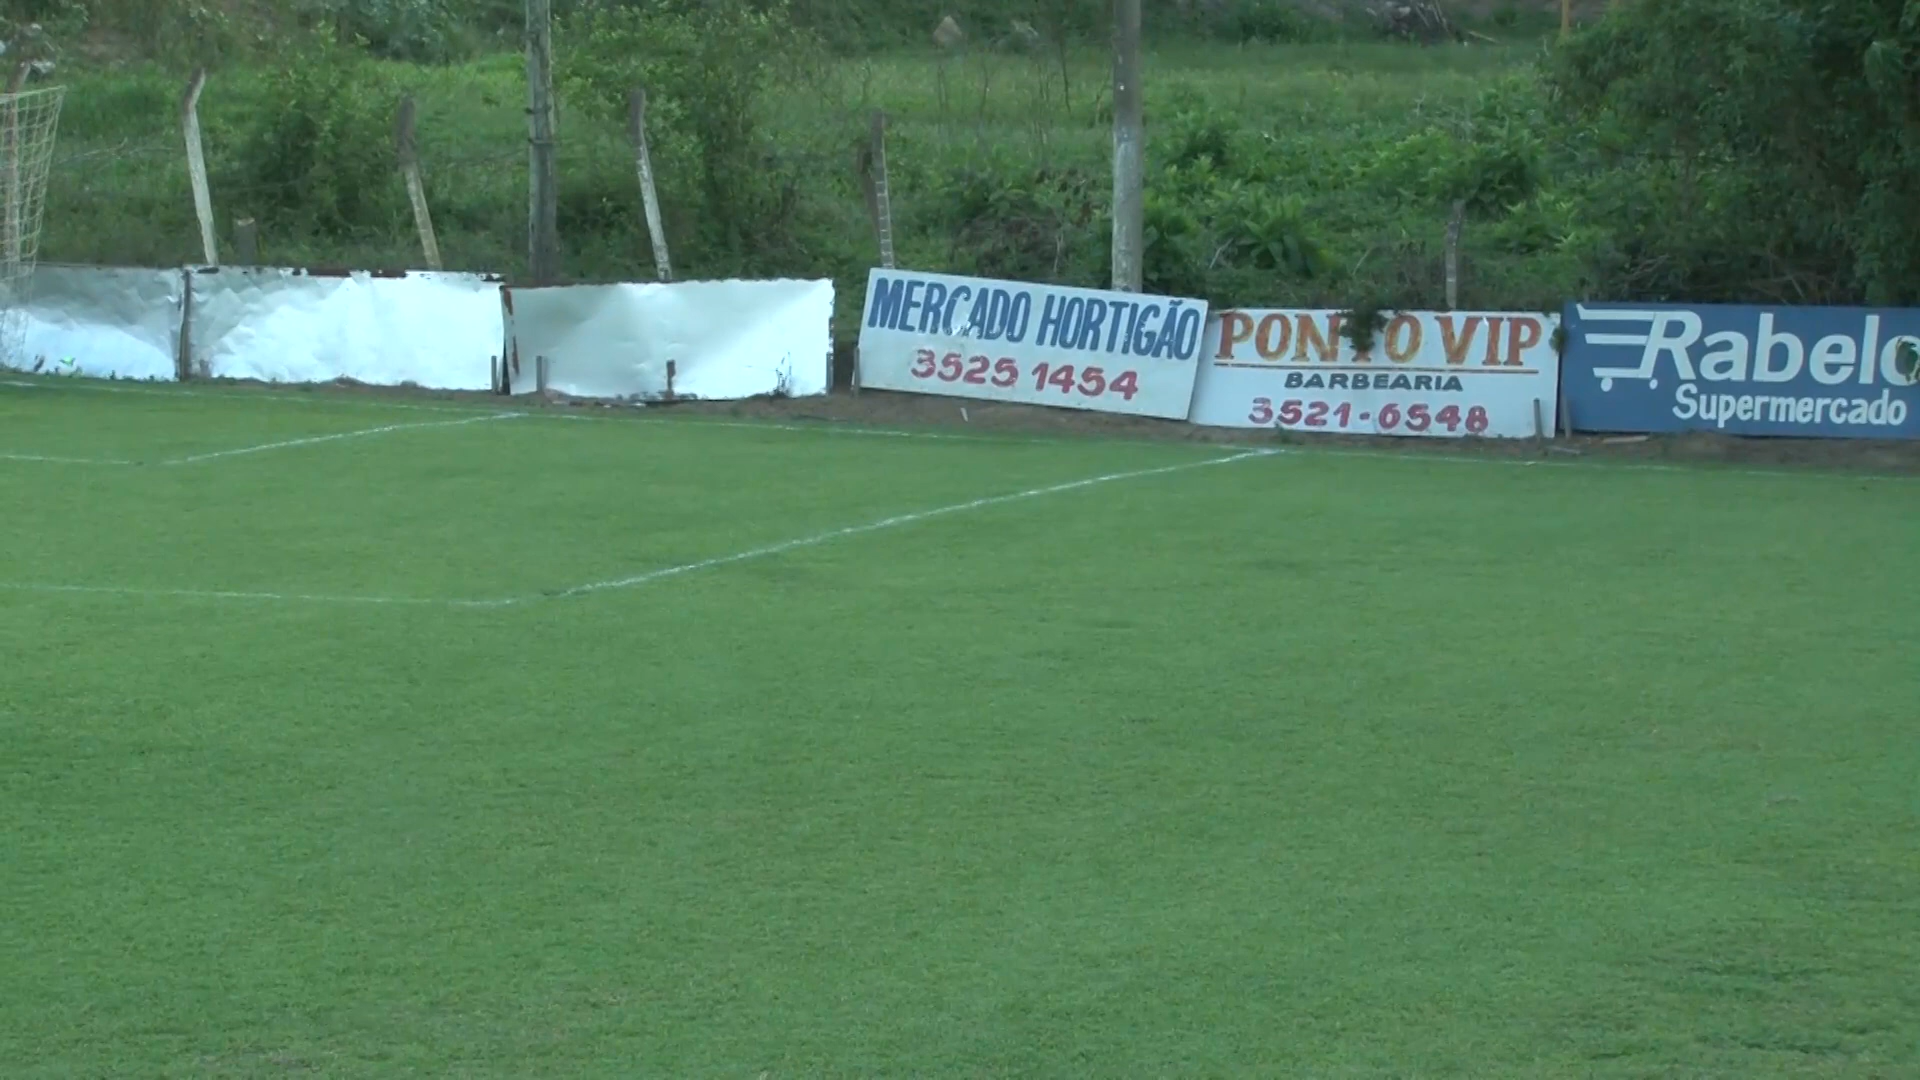 MERCADO HORTIGÃO
3525 1454
PONTO VIP
BARBEARIA
3521-6548
Rabelo
Supermercado